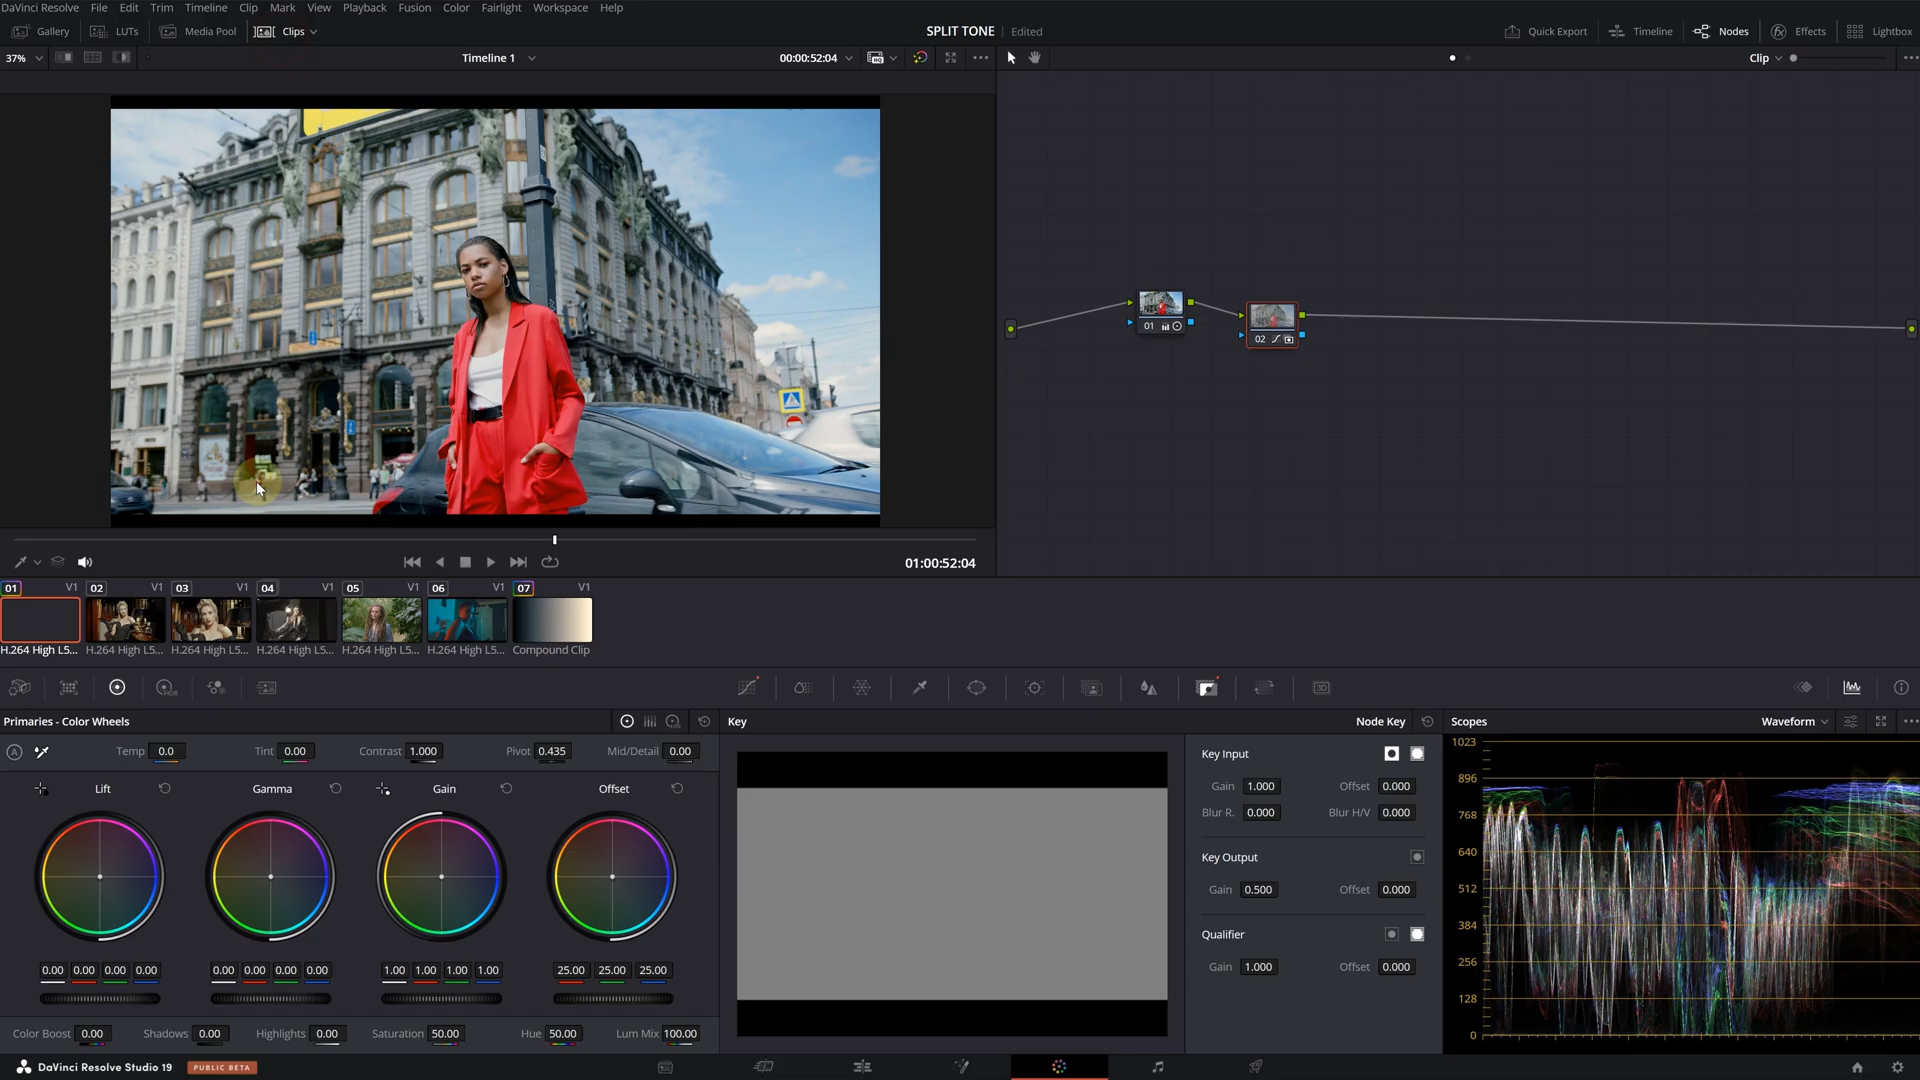 DaVinci Resolve File Edit Trim Timeline Clip Mark View Playback Fusion Color Fairlight Workspace Help
Gallery LUTs Media Pool Clips SPLIT TONE Edited Quick Export Timeline Nodes Effects Lightbox
37% Timeline 1 00:00:52:04 Clip
01
02
01:00:52:04
01 V1 02 V1 03 V1 04 V1 05 V1 06 V1 07 V1
H.264 High L5... H.264 High L5... H.264 High L5... H.264 High L5... H.264 High L5... H.264 High L5... Compound Clip
HDR 3D
Primaries - Color Wheels Key Node Key Scopes Waveform
A Temp 0.0 Tint 0.00 Contrast 1.000 Pivot 0.435 Mid/Detail 0.00
Lift Gamma Gain Offset
0.00 0.00 0.00 0.00 0.00 0.00 0.00 0.00 1.00 1.00 1.00 1.00 25.00 25.00 25.00
Color Boost 0.00 Shadows 0.00 Highlights 0.00 Saturation 50.00 Hue 50.00 Lum Mix 100.00
Key Input
Gain 1.000 Offset 0.000
Blur R. 0.000 Blur H/V 0.000
Key Output
Gain 0.500 Offset 0.000
Qualifier
Gain 1.000 Offset 0.000
1023
896
768
640
512
384
256
128
0
DaVinci Resolve Studio 19 PUBLIC BETA